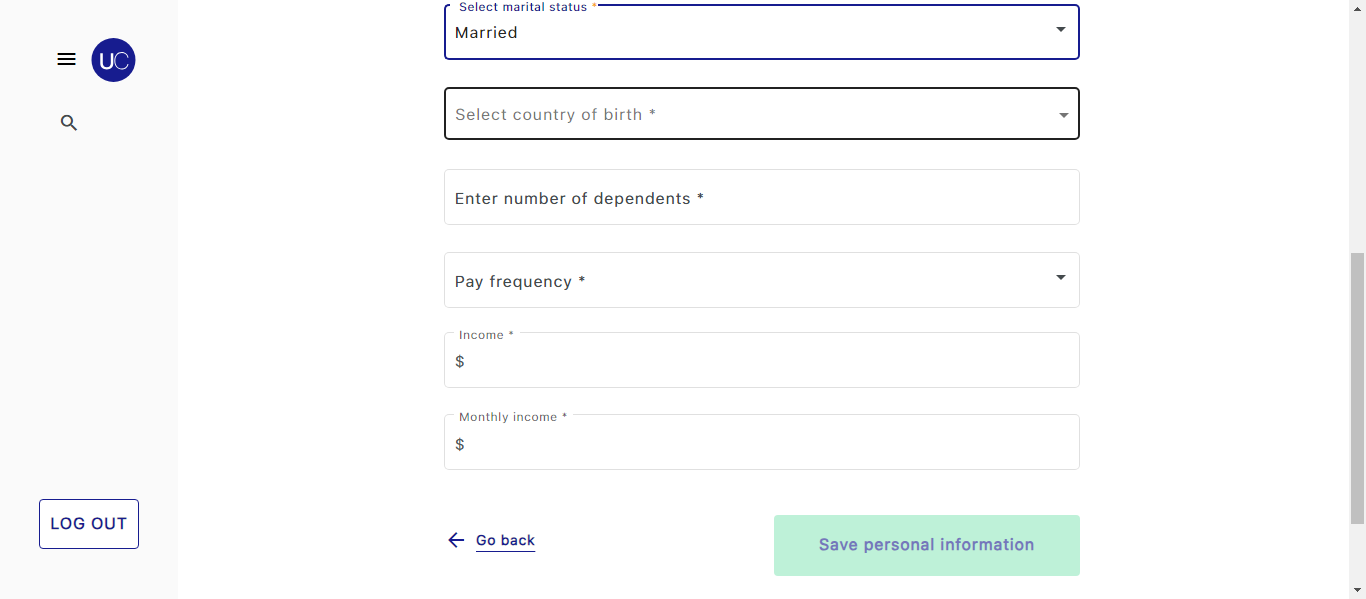 Select marital status *
Married
UC
Select country of birth *
Enter number of dependents *
Pay frequency *
Income *
$
Monthly income *
$
LOG OUT
Go back
Save personal information